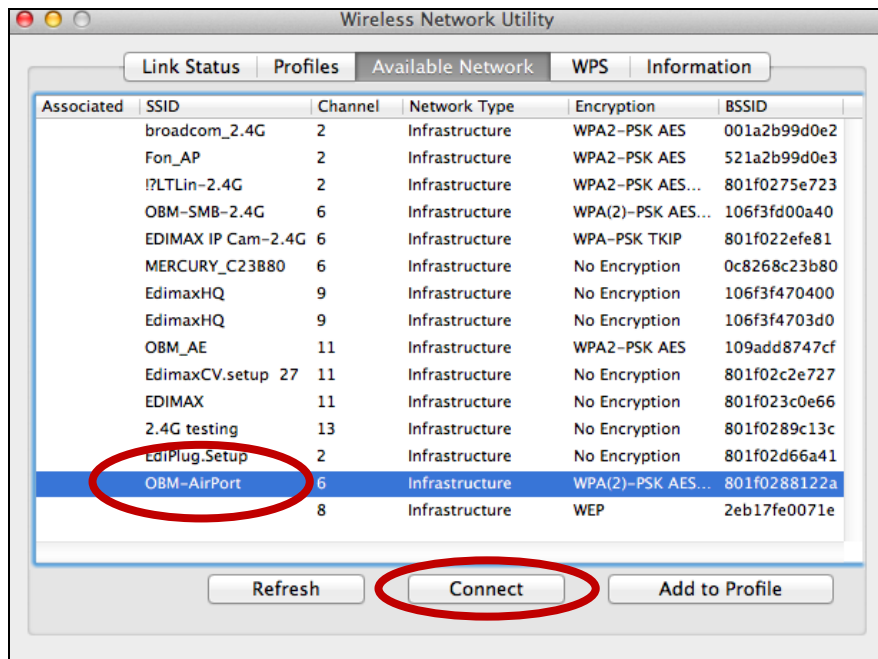 Wireless Network Utility
Link Status Profiles Available Network WPS Information
Associated SSID Channel Network Type Encryption BSSID
broadcom_2.4G 2 Infrastructure WPA2-PSK AES 001a2b99d0e2
Fon_AP 2 Infrastructure WPA2-PSK AES 521a2b99d0e3
!?LTLin-2.4G 2 Infrastructure WPA2-PSK AES... 801f0275e723
OBM-SMB-2.4G 6 Infrastructure WPA(2)-PSK AES... 106f3fd00a40
EDIMAX IP Cam-2.4G 6 Infrastructure WPA-PSK TKIP 801f022efe81
MERCURY_C23B80 6 Infrastructure No Encryption 0c8268c23b80
EdimaxHQ 9 Infrastructure No Encryption 106f3f470400
EdimaxHQ 9 Infrastructure No Encryption 106f3f4703d0
OBM_AE 11 Infrastructure WPA2-PSK AES 109add8747cf
EdimaxCV.setup 27 11 Infrastructure No Encryption 801f02c2e727
EDIMAX 11 Infrastructure No Encryption 801f023c0e66
2.4G testing 13 Infrastructure No Encryption 801f0289c13c
EdiPlug.Setup 2 Infrastructure No Encryption 801f02d66a41
OBM-AirPort 6 Infrastructure WPA(2)-PSK AES... 801f0288122a
8 Infrastructure WEP 2eb17fe0071e
Refresh Connect Add to Profile